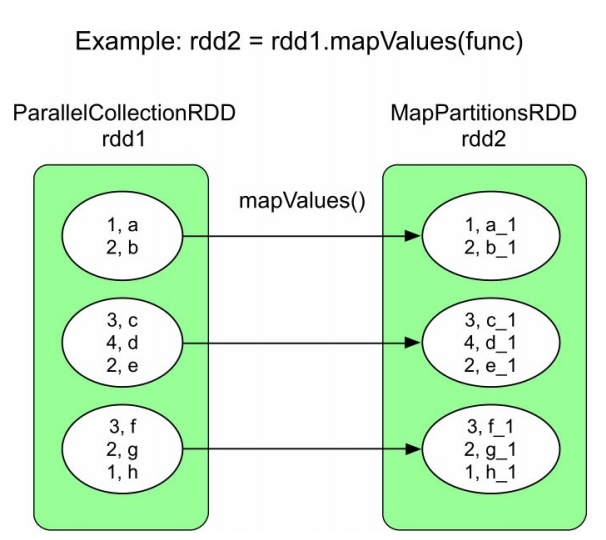 Example: rdd2 = rdd1.mapValues(func)
ParallelCollectionRDD
rdd1
MapPartitionsRDD
rdd2
mapValues()
1, a
2, b
1, a_1
2, b_1
3, c
4, d
2, e
3, c_1
4, d_1
2, e_1
3, f
2, g
1, h
3, f_1
2, g_1
1, h_1